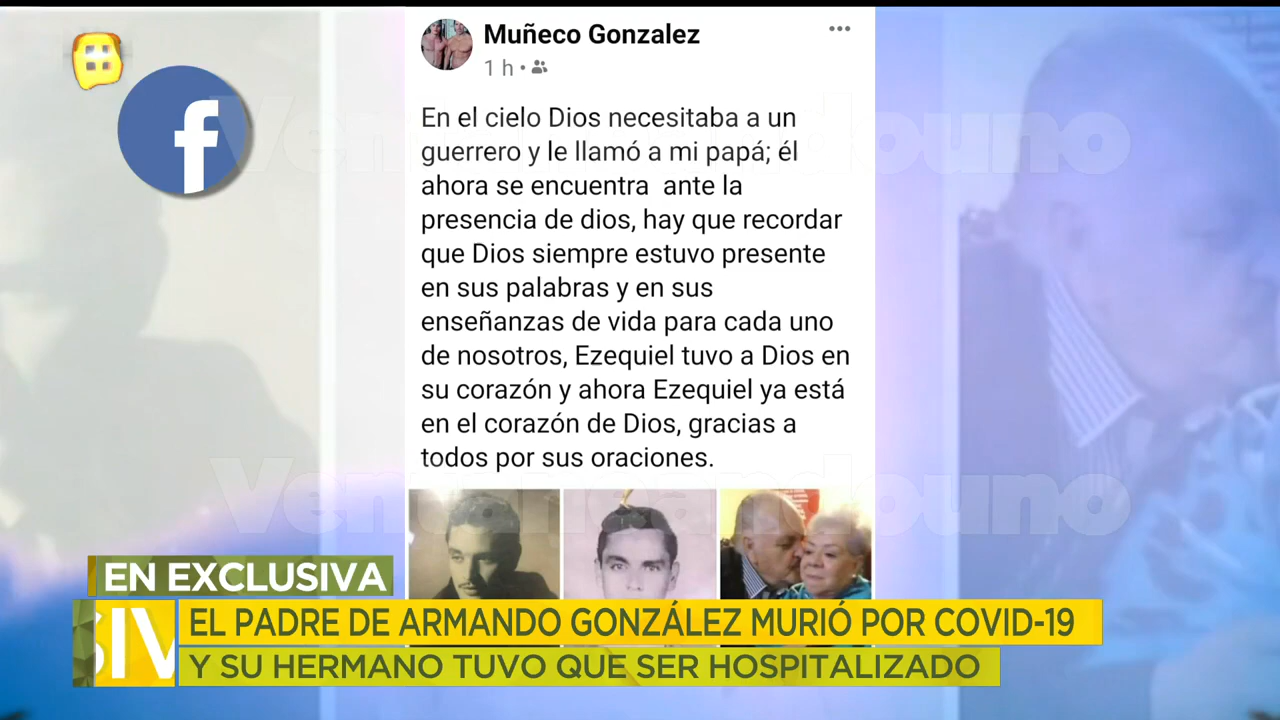 Muñeco Gonzalez
1 h
En el cielo Dios necesitaba a un
guerrero y le llamó a mi papá; él
ahora se encuentra ante la
presencia de dios, hay que recordar
que Dios siempre estuvo presente
en sus palabras y en sus
enseñanzas de vida para cada uno
de nosotros, Ezequiel tuvo a Dios en
su corazón y ahora Ezequiel ya está
en el corazón de Dios, gracias a
todos por sus oraciones.
EN EXCLUSIVA
EL PADRE DE ARMANDO GONZÁLEZ MURIÓ POR COVID-19
Y SU HERMANO TUVO QUE SER HOSPITALIZADO